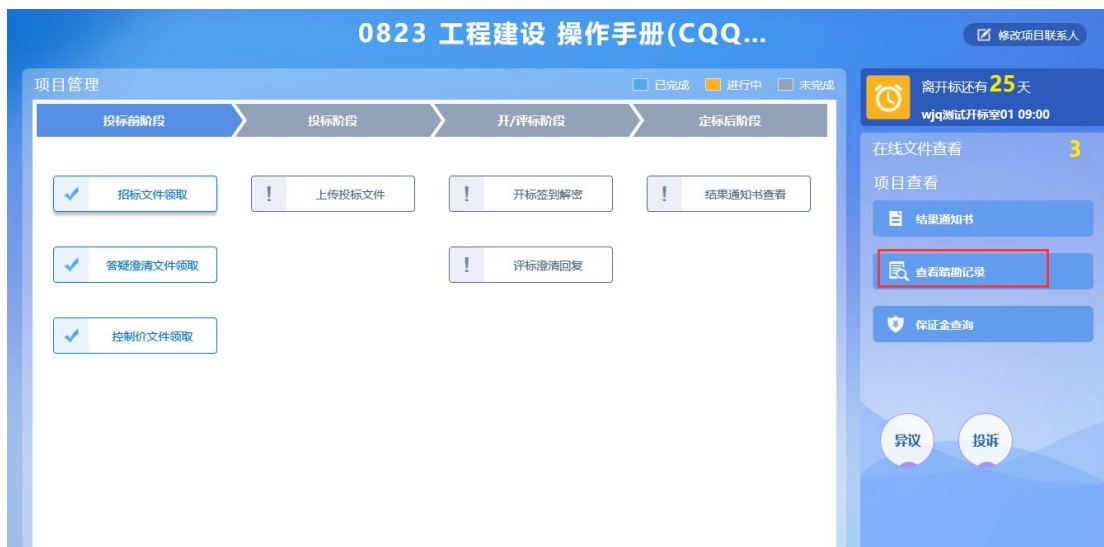 0823 工程建设 操作手册(CQQ...
修改项目联系人
项目管理
已完成 进行中 未完成
投标前阶段 投标阶段 开/评标阶段 定标后阶段
招标文件领取 上传投标文件 开标签到解密 结果通知书查看
答疑澄清文件领取 评标澄清回复
控制价文件领取
离开标还有25天
wjq测试开标室01 09:00
在线文件查看 3
项目查看
结果通知书
查看踏勘记录
保证金查询
异议 投诉